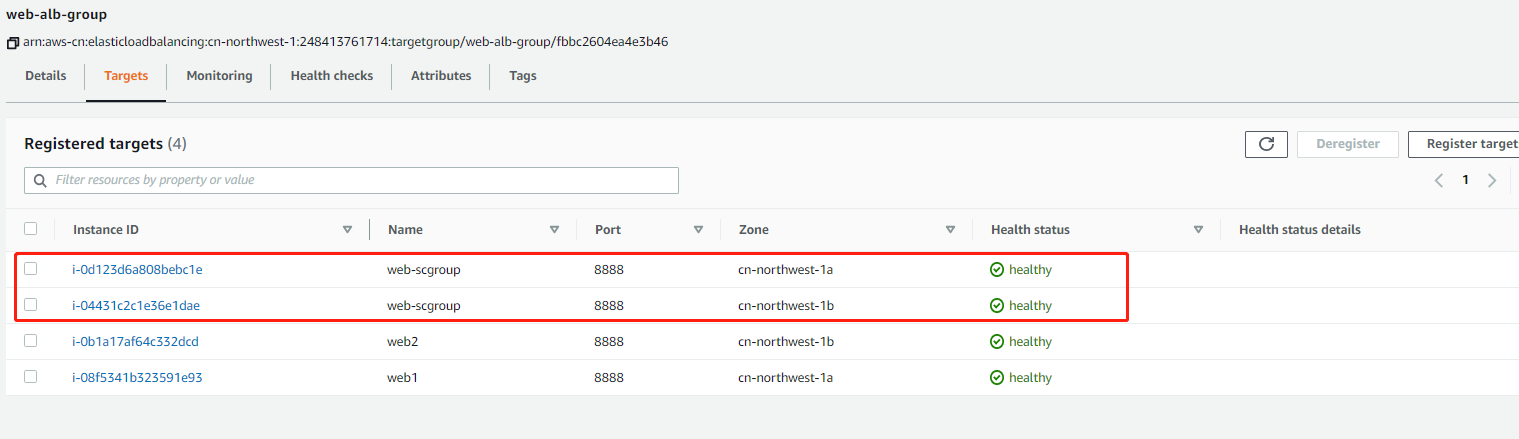 web-alb-group
arn:aws-cn:elasticloadbalancing:cn-northwest-1:248413761714:targetgroup/web-alb-group/fbbc2604ea4e3b46
Details Targets Monitoring Health checks Attributes Tags
Registered targets (4) Deregister Register target
Filter resources by property or value 1
Instance ID Name Port Zone Health status Health status details
i-0d123d6a808bebc1e web-scgroup 8888 cn-northwest-1a healthy
i-04431c2c1e36e1dae web-scgroup 8888 cn-northwest-1b healthy
i-0b1a17af64c332dcd web2 8888 cn-northwest-1b healthy
i-08f5341b323591e93 web1 8888 cn-northwest-1a healthy